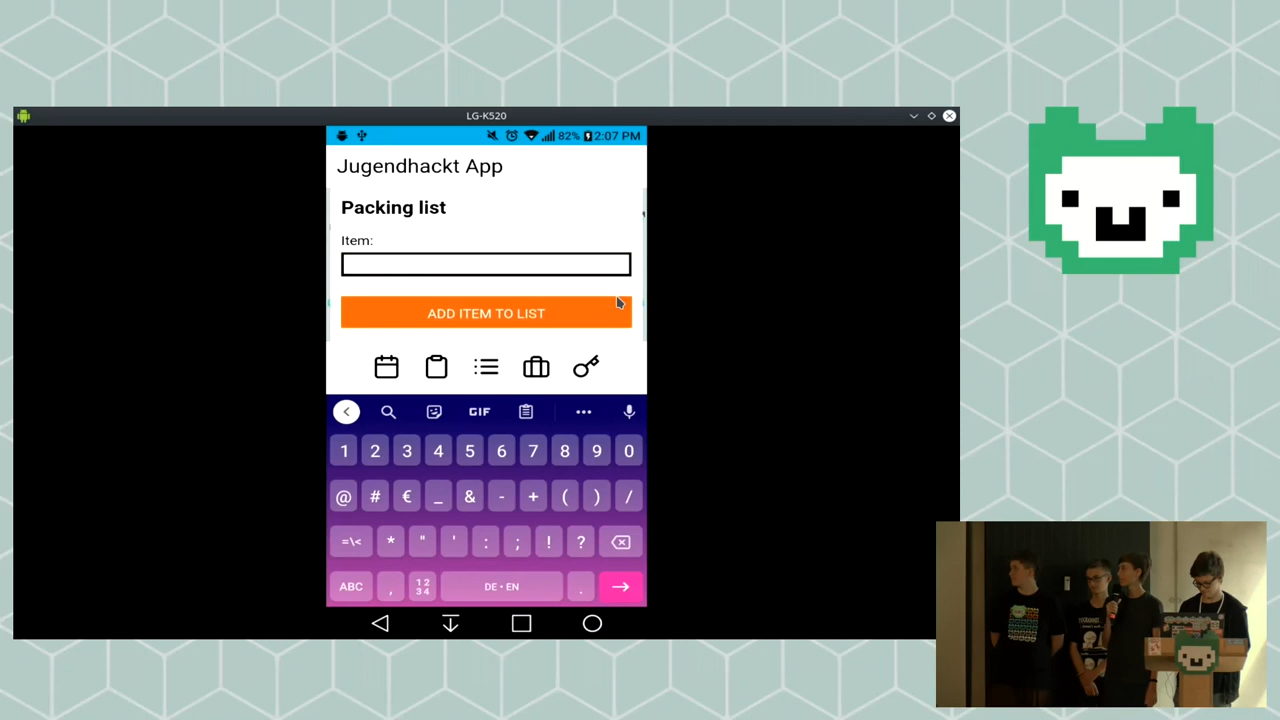 LG-K520
82% 2:07 PM
Jugendhackt App
Packing list
Item:
ADD ITEM TO LIST
GIF
1 2 3 4 5 6 7 8 9 0
@ # € _ & - + ( ) /
=\< * " ' : ; ! ?
ABC , 12 34 DE • EN .